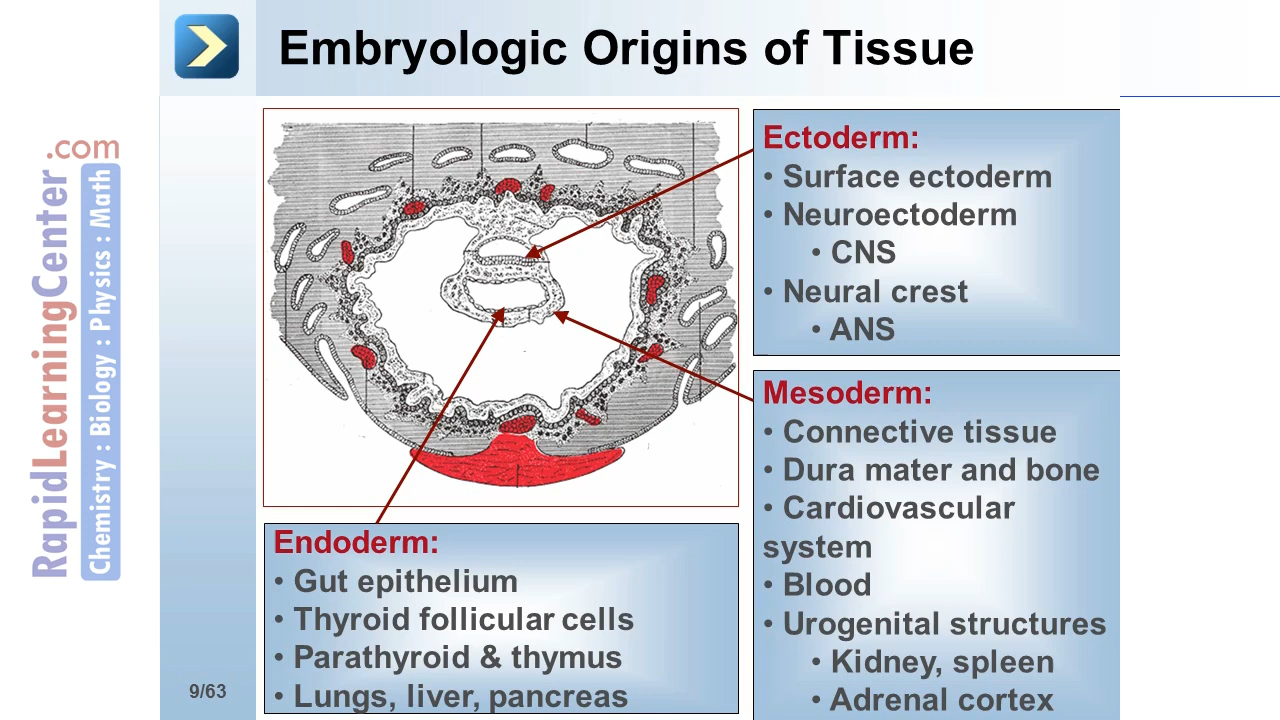 Embryologic Origins of Tissue
RapidLearningCenter.com
Chemistry : Biology : Physics : Math
Ectoderm:
• Surface ectoderm
• Neuroectoderm
• CNS
• Neural crest
• ANS
Mesoderm:
• Connective tissue
• Dura mater and bone
• Cardiovascular
system
• Blood
• Urogenital structures
• Kidney, spleen
• Adrenal cortex
Endoderm:
• Gut epithelium
• Thyroid follicular cells
• Parathyroid & thymus
• Lungs, liver, pancreas
9/63